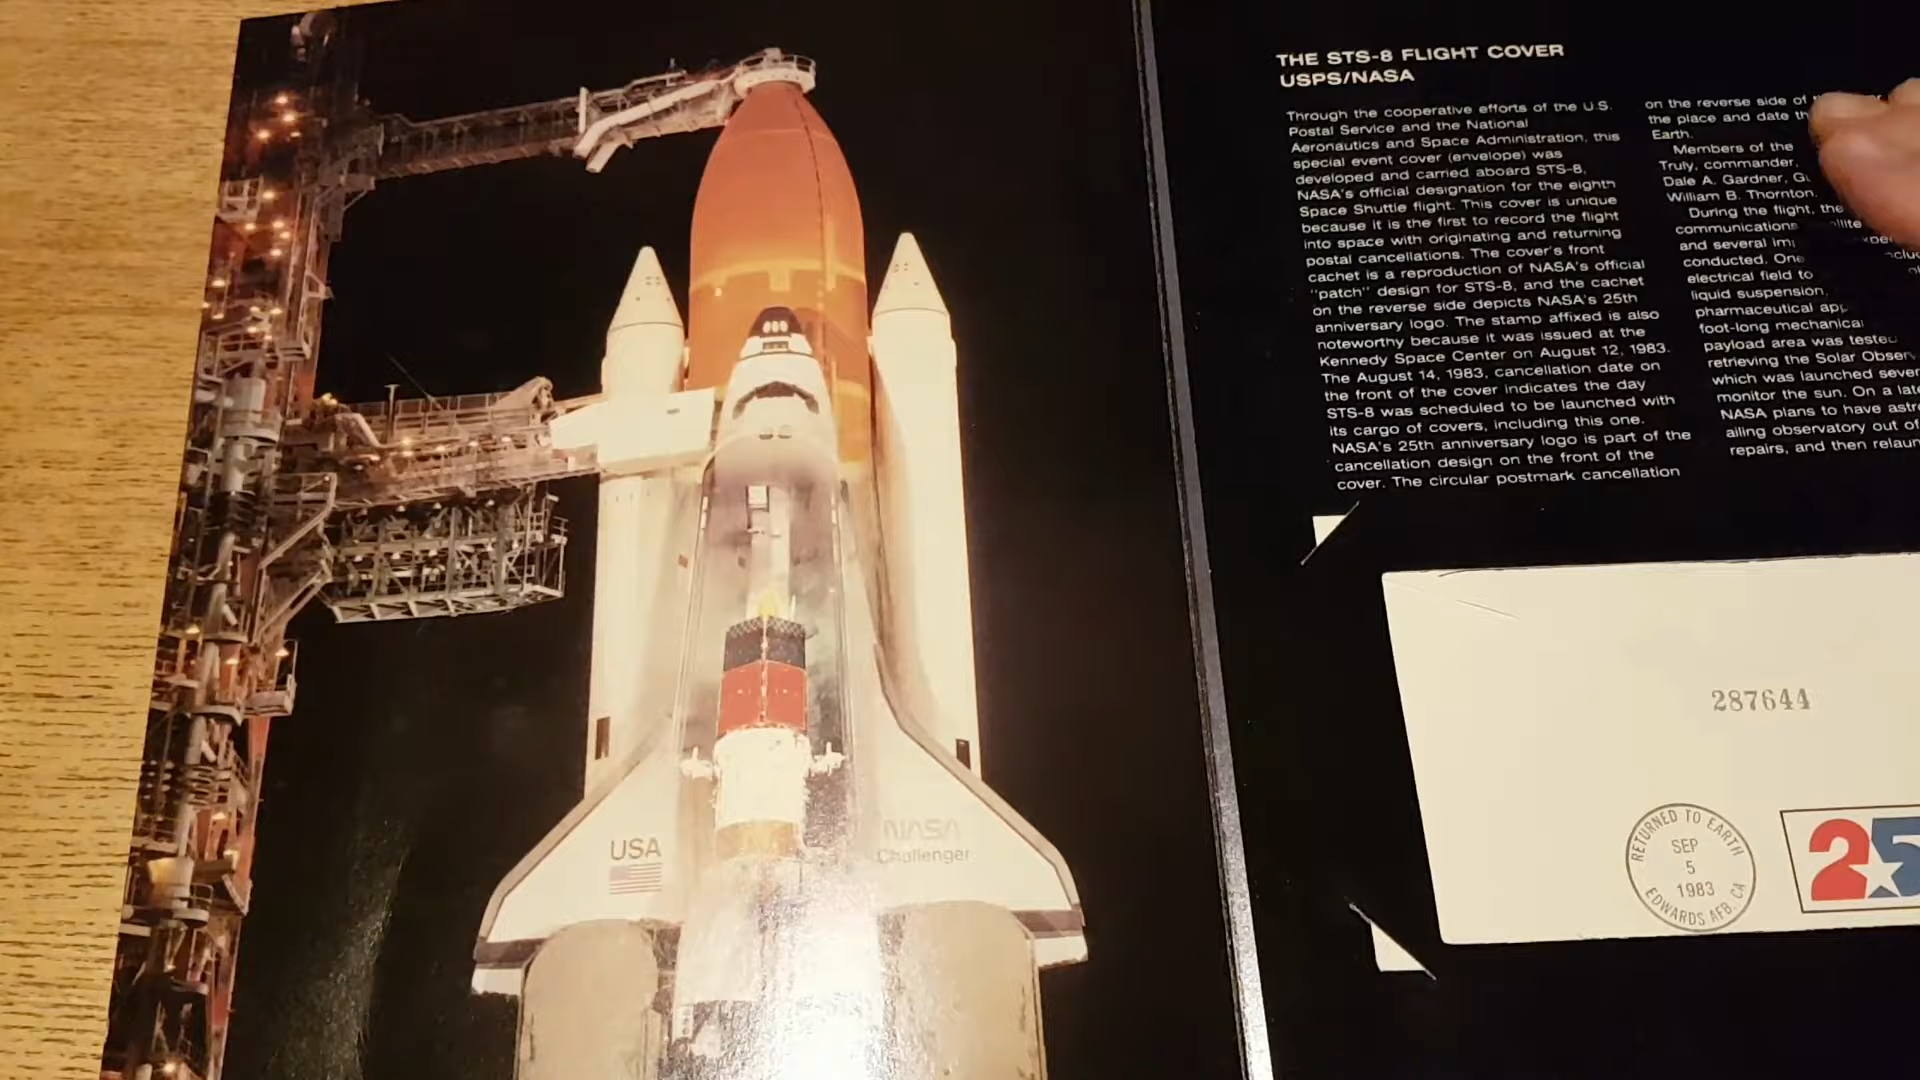 THE STS-8 FLIGHT COVER
USPS/NASA
Through the cooperative efforts of the U.S.
Postal Service and the National
Aeronautics and Space Administration, this
special event cover (envelope) was
developed and carried aboard STS-8,
NASA's official designation for the eighth
Space Shuttle flight. This cover is unique
because it is the first to record the flight
into space with originating and returning
postal cancellations. The cover's front
cachet is a reproduction of NASA's official
"patch" design for STS-8, and the cachet
on the reverse side depicts NASA's 25th
anniversary logo. The stamp affixed is also
noteworthy because it was issued at the
Kennedy Space Center on August 12, 1983.
The August 14, 1983, cancellation date on
the front of the cover indicates the day
STS-8 was scheduled to be launched with
its cargo of covers, including this one.
NASA's 25th anniversary logo is part of the
cancellation design on the front of the
cover. The circular postmark cancellation
on the reverse side of
the place and date
Earth.
Members of the
Truly, commander,
Dale A. Gardner,
William B. Thornton.
During the flight, the
communications
and several
conducted. One
electrical field to
liquid suspension,
pharmaceutical
foot-long mechanical
payload area was tested
retrieving the Solar
which was launched
monitor the sun. On a
NASA plans to have
ailing observatory out of
repairs, and then
287644
RETURNED TO EARTH
SEP
5
1983
EDWARDS AFB, CA
25
USA
NASA
Challenger